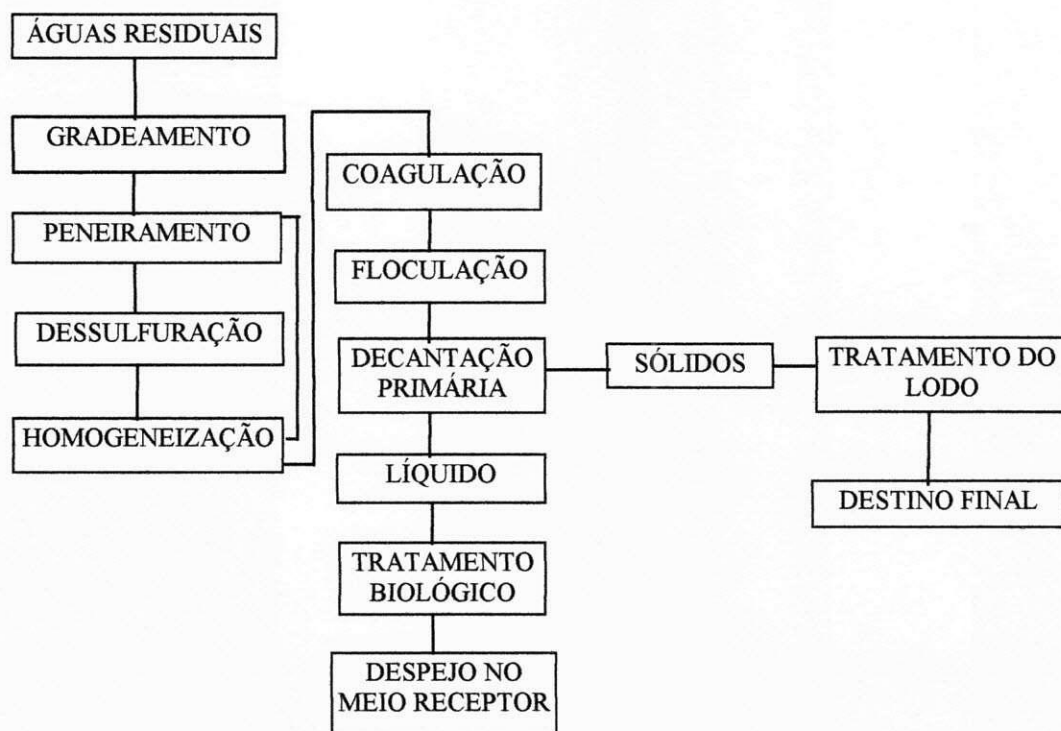 ÁGUAS RESIDUAIS
GRADEAMENTO
PENEIRAMENTO
DESSULFURAÇÃO
HOMOGENEIZAÇÃO
COAGULAÇÃO
FLOCULAÇÃO
DECANTAÇÃO
PRIMÁRIA
SÓLIDOS
TRATAMENTO DO
LODO
DESTINO FINAL
LÍQUIDO
TRATAMENTO
BIOLÓGICO
DESPEJO NO
MEIO RECEPTOR